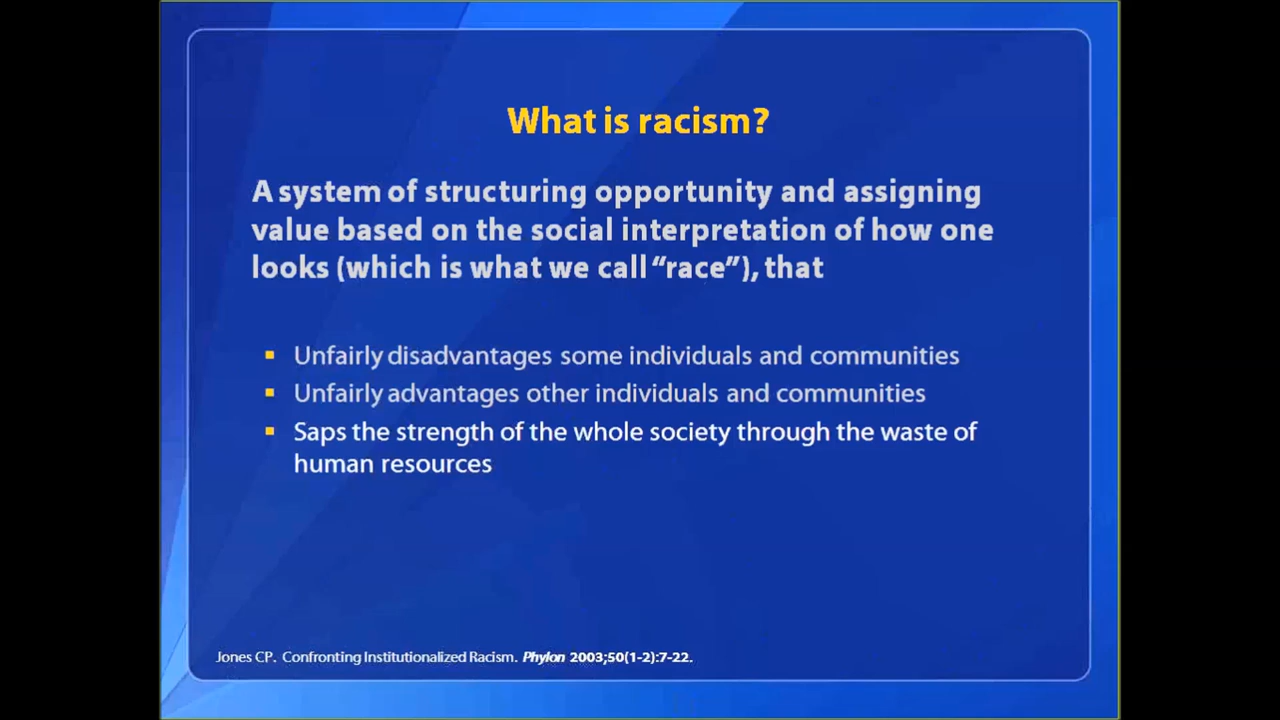 What is racism?
A system of structuring opportunity and assigning
value based on the social interpretation of how one
looks (which is what we call “race”), that
▪ Unfairly disadvantages some individuals and communities
▪ Unfairly advantages other individuals and communities
▪ Saps the strength of the whole society through the waste of
human resources
Jones CP. Confronting Institutionalized Racism. Phylon 2003;50(1-2):7-22.